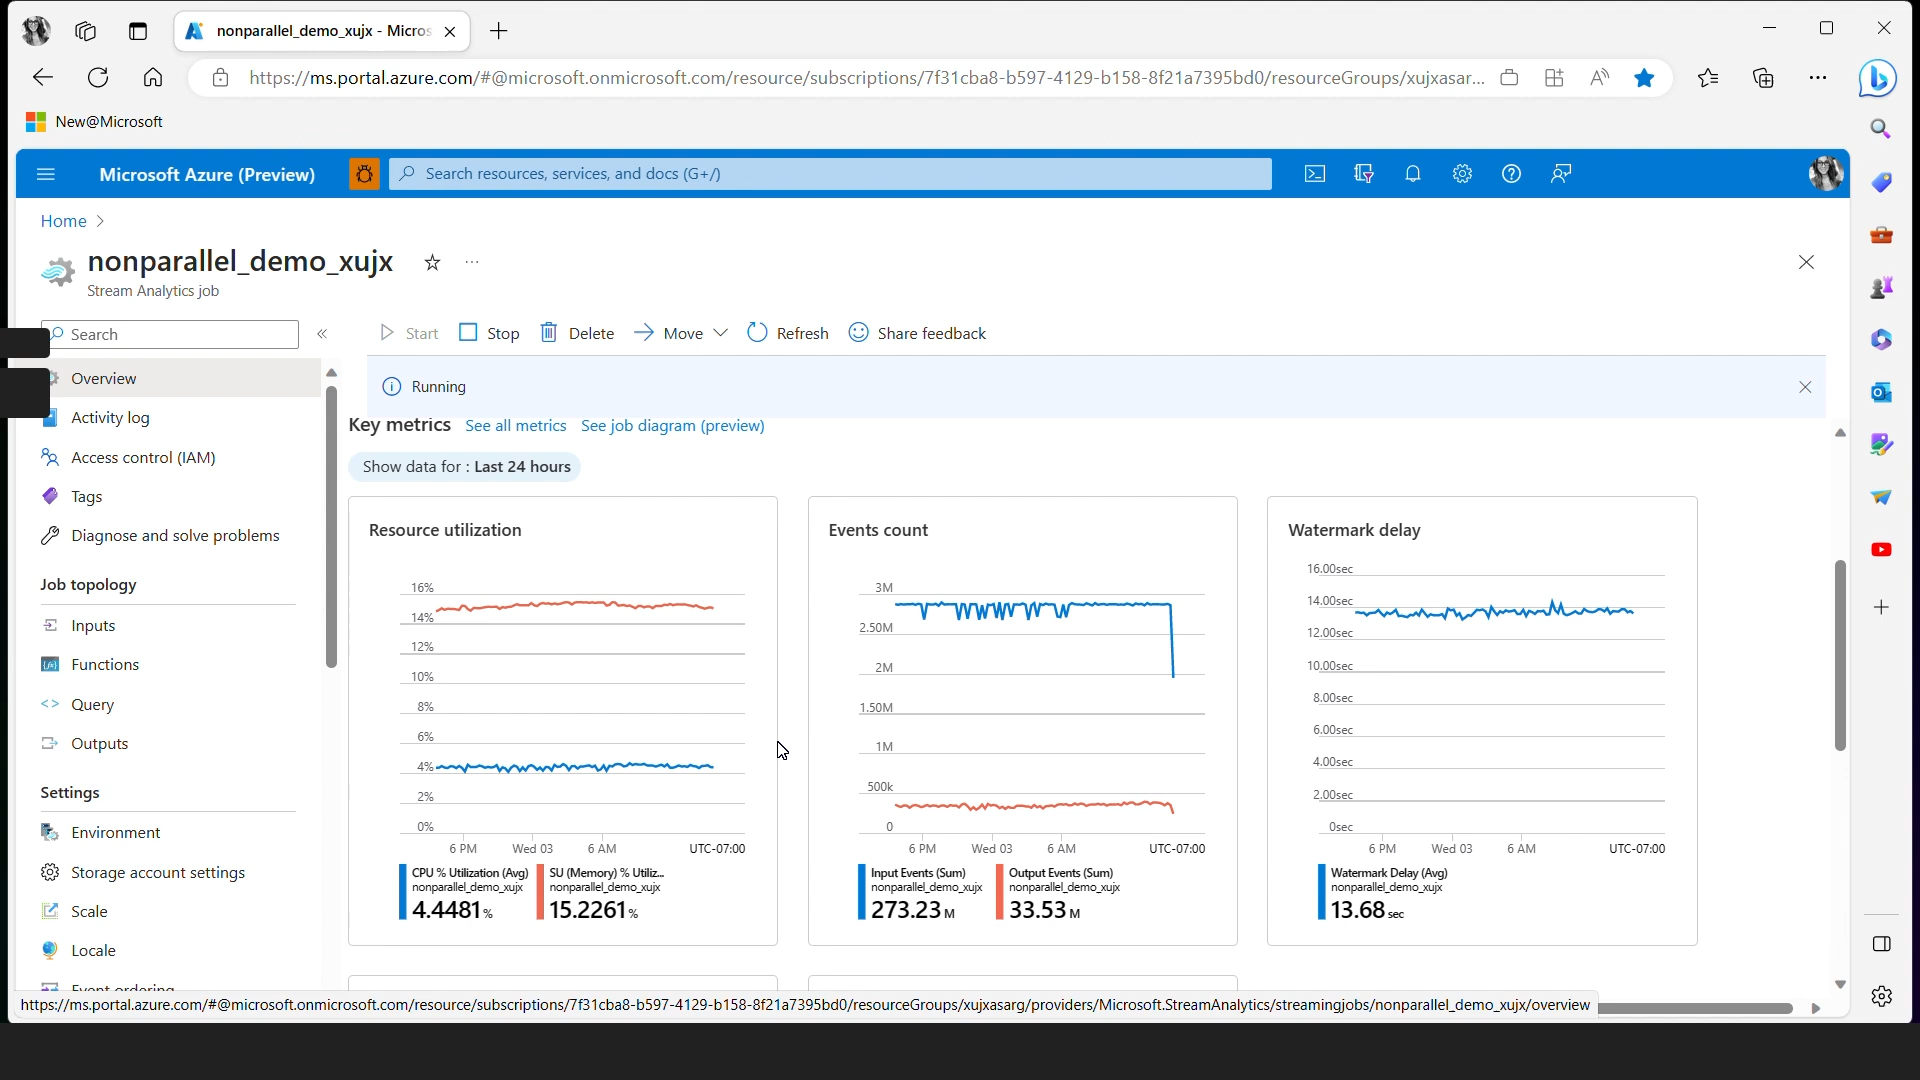 nonparallel_demo_xujx - Micros
https://ms.portal.azure.com/#@microsoft.onmicrosoft.com/resource/subscriptions/7f31cba8-b597-4129-b158-8f21a7395bd0/resourceGroups/xujxasar...
New@Microsoft
Microsoft Azure (Preview)
Search resources, services, and docs (G+/)
Home
nonparallel_demo_xujx
Stream Analytics job
Search
Start Stop Delete Move Refresh Share feedback
Running
Overview
Activity log
Access control (IAM)
Tags
Diagnose and solve problems
Job topology
Inputs
Functions
Query
Outputs
Settings
Environment
Storage account settings
Scale
Locale
Event ordering
Key metrics See all metrics See job diagram (preview)
Show data for : Last 24 hours
Resource utilization
16%
14%
12%
10%
8%
6%
4%
2%
0%
6 PM Wed 03 6 AM UTC-07:00
CPU % Utilization (Avg)
nonparallel_demo_xujx
4.4481 %
SU (Memory) % Utiliz...
nonparallel_demo_xujx
15.2261 %
Events count
3M
2.50M
2M
1.50M
1M
500k
0
6 PM Wed 03 6 AM UTC-07:00
Input Events (Sum)
nonparallel_demo_xujx
273.23 M
Output Events (Sum)
nonparallel_demo_xujx
33.53 M
Watermark delay
16.00sec
14.00sec
12.00sec
10.00sec
8.00sec
6.00sec
4.00sec
2.00sec
0sec
6 PM Wed 03 6 AM UTC-07:00
Watermark Delay (Avg)
nonparallel_demo_xujx
13.68 sec
https://ms.portal.azure.com/#@microsoft.onmicrosoft.com/resource/subscriptions/7f31cba8-b597-4129-b158-8f21a7395bd0/resourceGroups/xujxasarg/providers/Microsoft.StreamAnalytics/streamingjobs/nonparallel_demo_xujx/overview